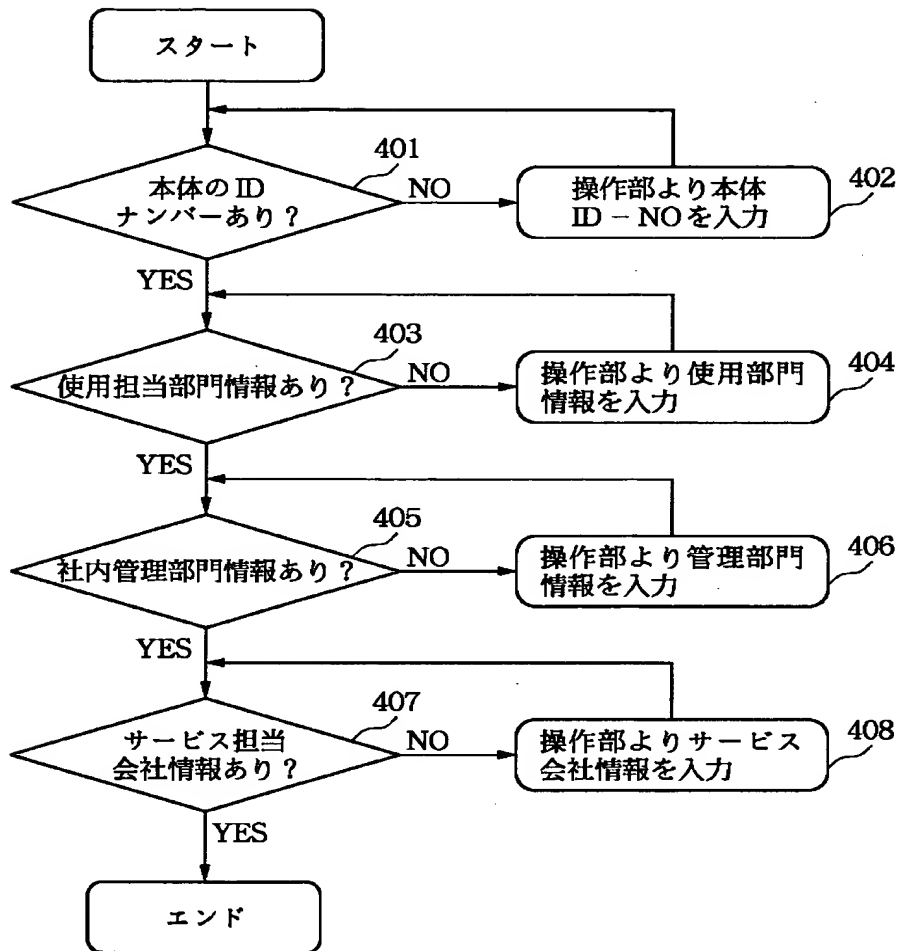 スタート
401
本体のID
ナンバーあり？
NO
操作部より本体
ID－NOを入力
402
YES
403
使用担当部門情報あり？
NO
操作部より使用部門
情報を入力
404
YES
405
社内管理部門情報あり？
NO
操作部より管理部門
情報を入力
406
YES
407
サービス担当
会社情報あり？
NO
操作部よりサービス
会社情報を入力
408
YES
エンド